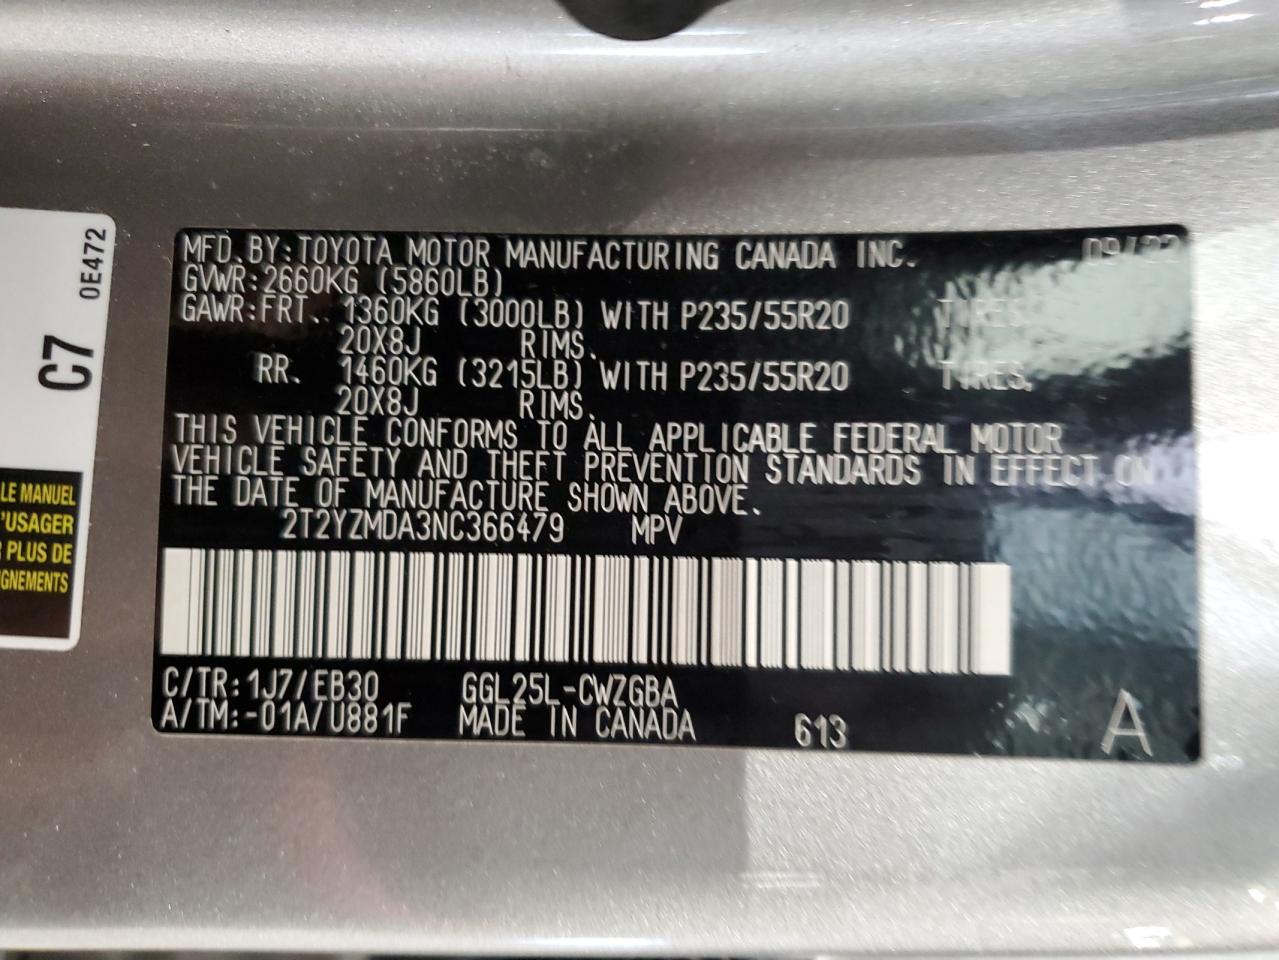 MFD.BY:TOYOTA MOTOR MANUFACTURING CANADA INC. 09/22
GVWR:2660KG (5860LB)
GAWR:FRT. 1360KG (3000LB) WITH P235/55R20 TIRES,
20X8J RIMS.
RR. 1460KG (3215LB) WITH P235/55R20 TIRES,
20X8J RIMS.
THIS VEHICLE CONFORMS TO ALL APPLICABLE FEDERAL MOTOR
VEHICLE SAFETY AND THEFT PREVENTION STANDARDS IN EFFECT ON
THE DATE OF MANUFACTURE SHOWN ABOVE.
2T2YZMDA3NC366479 MPV
C/TR:1J7/EB30 GGL25L-CWZGBA
A/TM:-01A/U881F MADE IN CANADA 613 A
0E472
C7
LE MANUEL
'USAGER
PLUS DE
GNEMENTS